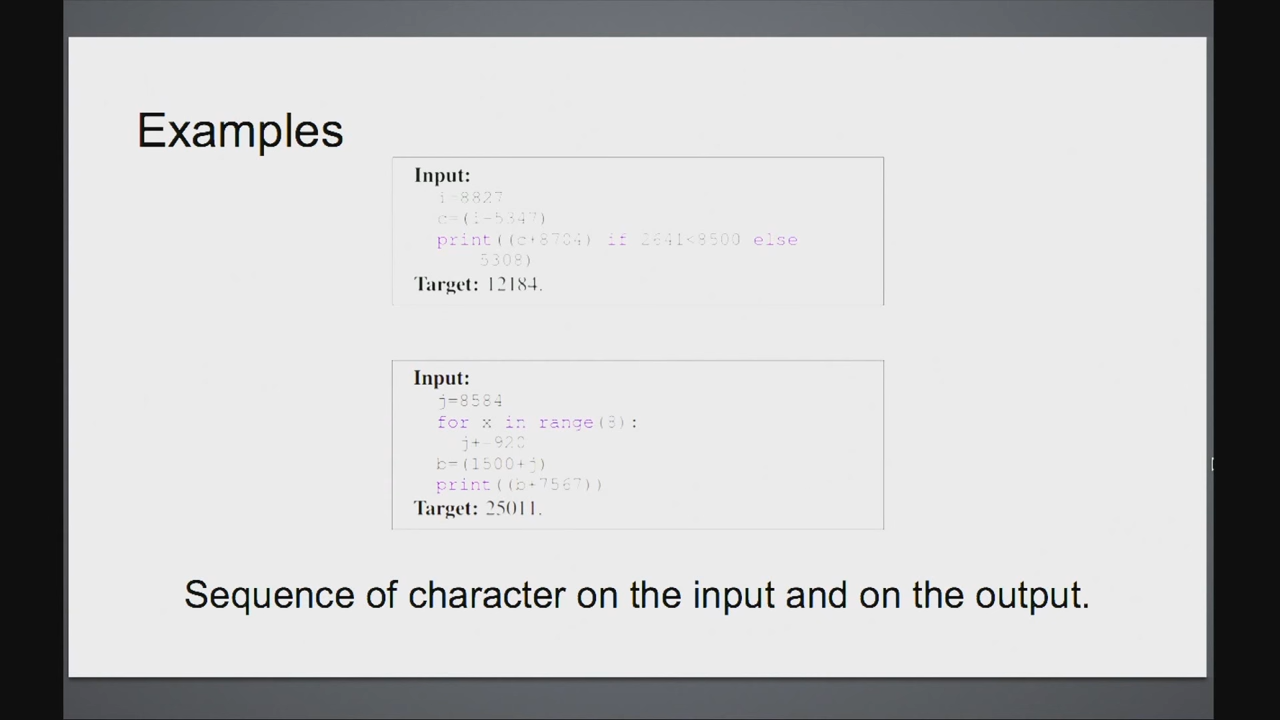 Examples
Input:
i=8827
c=(i-5347)
print((c+8704) if 2641<8500 else
5308)
Target: 12184.
Input:
j=8584
for x in range(8):
j+=920
b=(1500+j)
print((b+7567))
Target: 25011.
Sequence of character on the input and on the output.